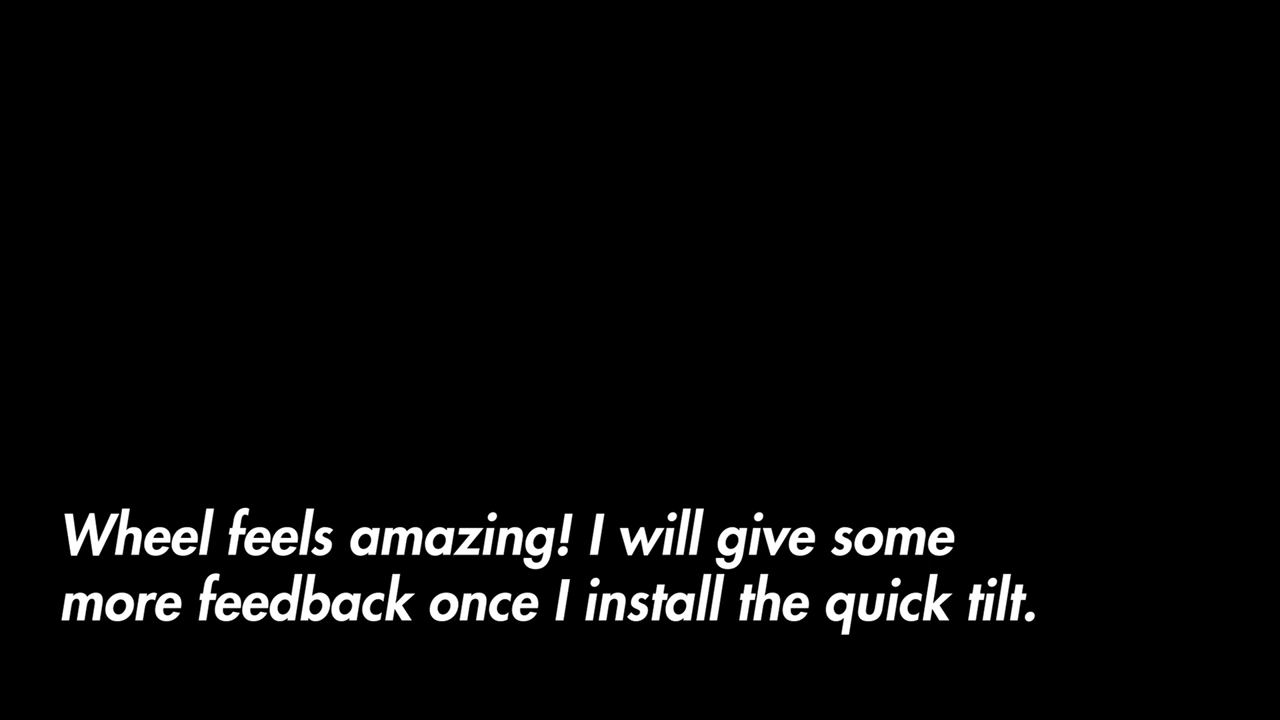 Wheel feels amazing! I will give some
more feedback once I install the quick tilt.